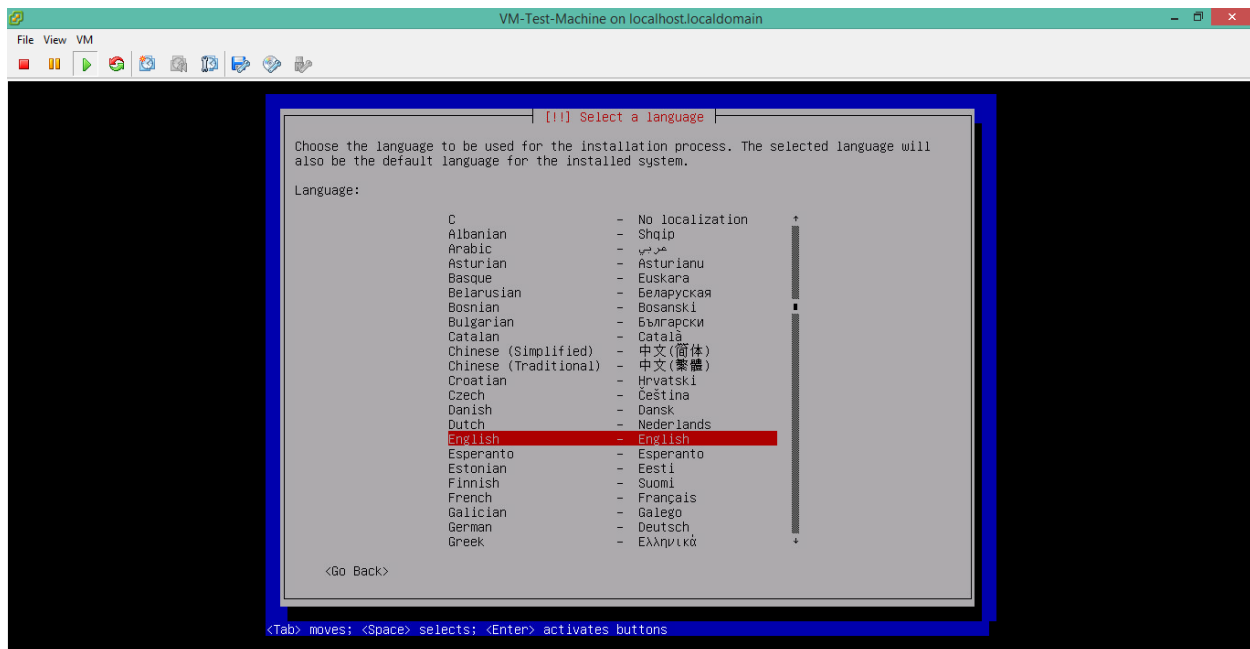 VM-Test-Machine on localhost.localdomain
File View VM
[!!] Select a language
Choose the language to be used for the installation process. The selected language will
also be the default language for the installed system.
Language:
C - No localization
Albanian - Shqip
Arabic - عربي
Asturian - Asturianu
Basque - Euskara
Belarusian - Беларуская
Bosnian - Bosanski
Bulgarian - Български
Catalan - Català
Chinese (Simplified) - 中文(简体)
Chinese (Traditional) - 中文(繁體)
Croatian - Hrvatski
Czech - Čeština
Danish - Dansk
Dutch - Nederlands
English - English
Esperanto - Esperanto
Estonian - Eesti
Finnish - Suomi
French - Français
Galician - Galego
German - Deutsch
Greek - Ελληνικά
<Go Back>
<Tab> moves; <Space> selects; <Enter> activates buttons